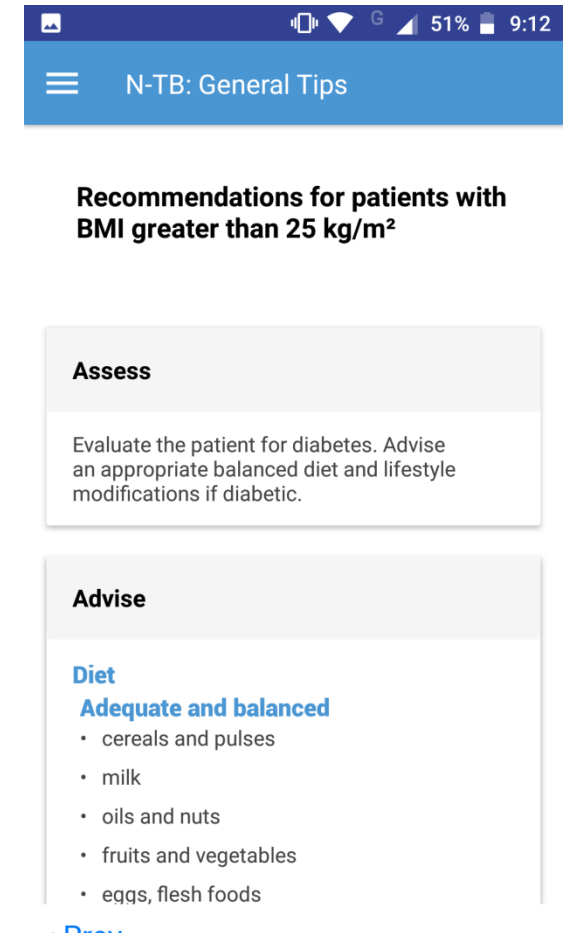 G 51% 9:12
N-TB: General Tips
Recommendations for patients with
BMI greater than 25 kg/m²
Assess
Evaluate the patient for diabetes. Advise
an appropriate balanced diet and lifestyle
modifications if diabetic.
Advise
Diet
Adequate and balanced
• cereals and pulses
• milk
• oils and nuts
• fruits and vegetables
• eggs, flesh foods
Prev